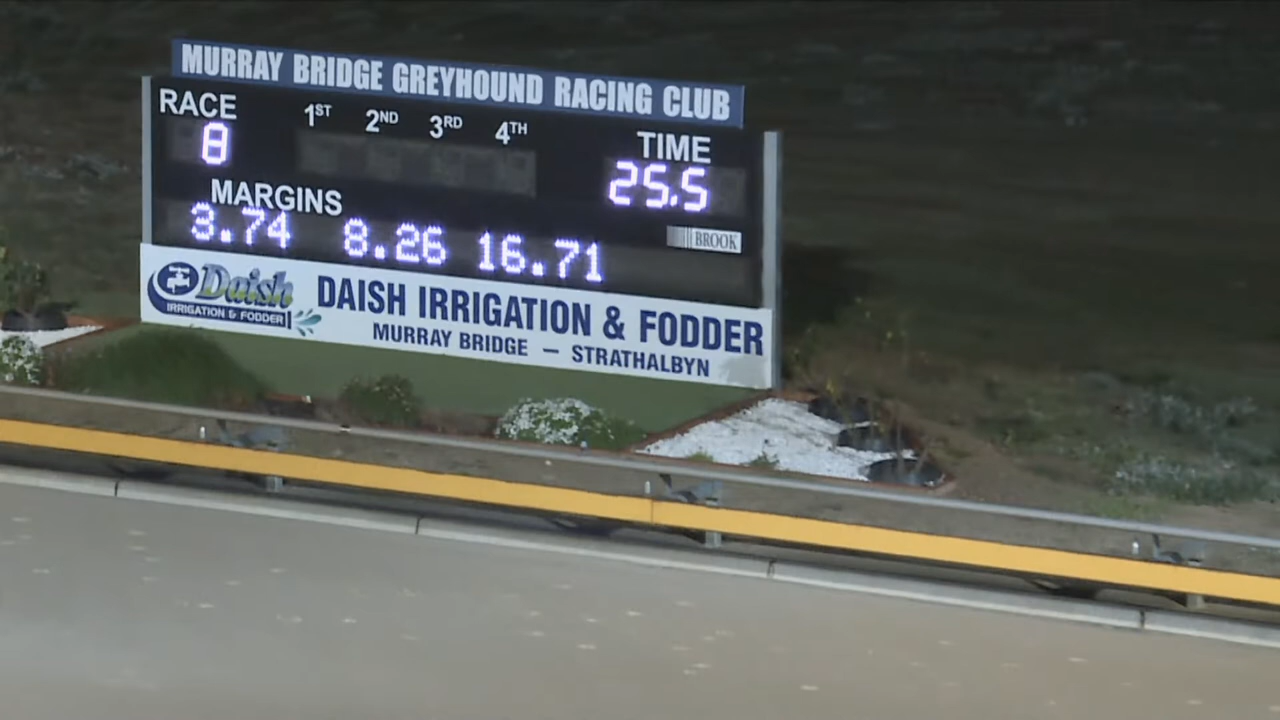 MURRAY BRIDGE GREYHOUND RACING CLUB
RACE 1ST 2ND 3RD 4TH TIME
8 25.5
MARGINS
3.74 8.26 16.71
BROOK
Daish
IRRIGATION & FODDER
DAISH IRRIGATION & FODDER
MURRAY BRIDGE – STRATHALBYN